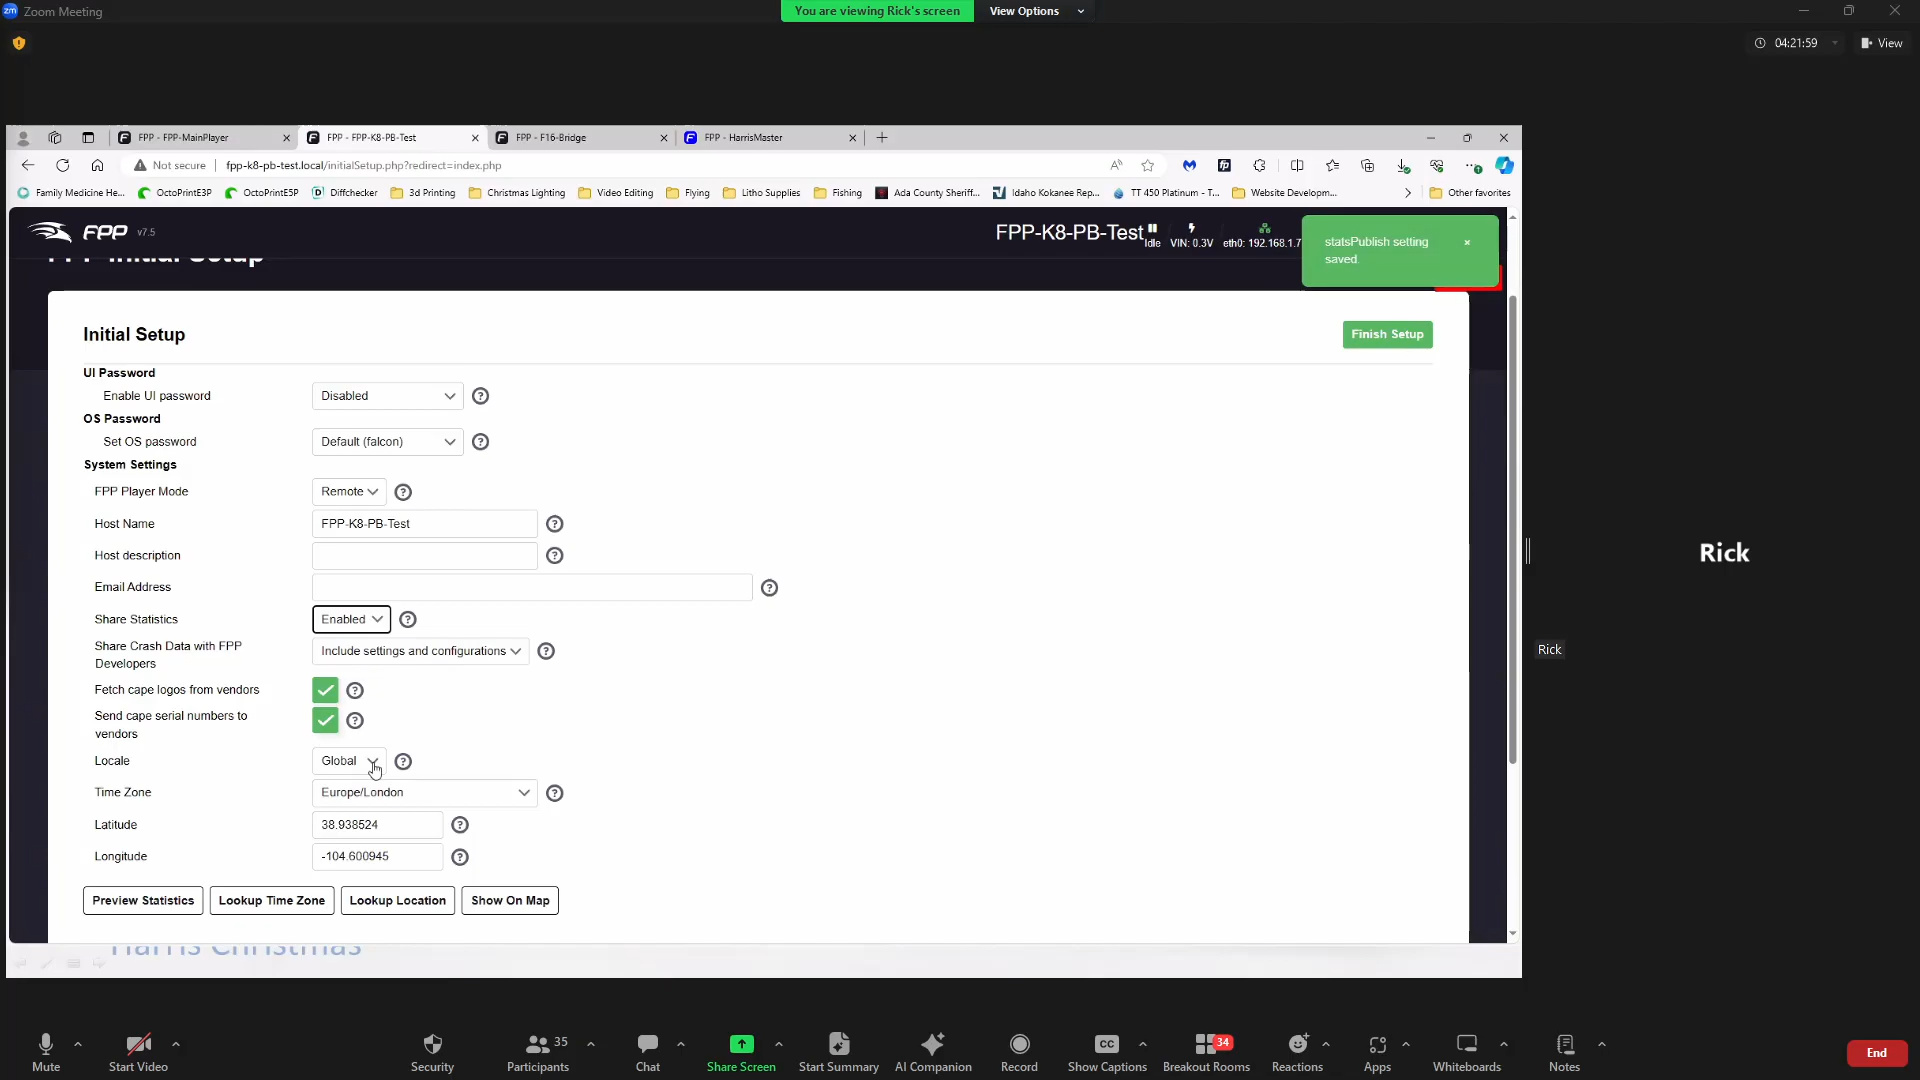 zm Zoom Meeting
You are viewing Rick's screen
View Options
04:21:59
View
FPP - FPP-MainPlayer
FPP - FPP-K8-PB-Test
FPP - F16-Bridge
FPP - HarrisMaster
Not secure
fpp-k8-pb-test.local/initialSetup.php?redirect=index.php
Family Medicine He...
OctoPrintE3P
OctoPrintE5P
Diffchecker
3d Printing
Christmas Lighting
Video Editing
Flying
Litho Supplies
Fishing
Ada County Sheriff...
Idaho Kokanee Rep...
TT 450 Platinum - T...
Website Developm...
Other favorites
FPP v7.5
FPP-K8-PB-Test
Idle
VIN: 0.3V
eth0: 192.168.1.7
statsPublish setting
saved.
FPP Initial Setup
Initial Setup
Finish Setup
UI Password
Enable UI password
Disabled
OS Password
Set OS password
Default (falcon)
System Settings
FPP Player Mode
Remote
Host Name
FPP-K8-PB-Test
Host description
Email Address
Share Statistics
Enabled
Share Crash Data with FPP
Developers
Include settings and configurations
Fetch cape logos from vendors
Send cape serial numbers to
vendors
Locale
Global
Time Zone
Europe/London
Latitude
38.938524
Longitude
-104.600945
Preview Statistics
Lookup Time Zone
Lookup Location
Show On Map
Harris Christmas
Rick
Rick
Mute
Start Video
Security
35
Participants
Chat
Share Screen
Start Summary
AI Companion
Record
CC
Show Captions
34
Breakout Rooms
Reactions
Apps
Whiteboards
Notes
End